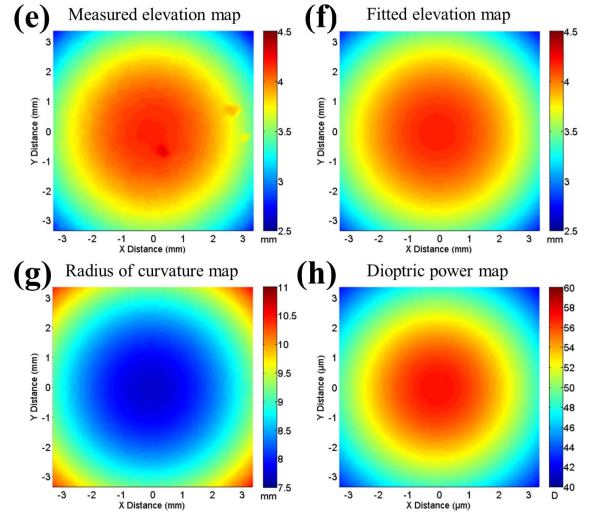 (e) Measured elevation map
(f) Fitted elevation map
4.5
4
3.5
3
2.5
mm
3
2
1
0
-1
-2
-3
Y Distance (mm)
-3 -2 -1 0 1 2 3
X Distance (mm)
4.5
4
3.5
3
2.5
mm
3
2
1
0
-1
-2
-3
Y Distance (mm)
-3 -2 -1 0 1 2 3
X Distance (mm)
(g) Radius of curvature map
(h) Dioptric power map
11
10.5
10
9.5
9
8.5
8
7.5
mm
3
2
1
0
-1
-2
-3
Y Distance (mm)
-3 -2 -1 0 1 2 3
X Distance (mm)
60
58
56
54
52
50
48
46
44
42
40
D
3
2
1
0
-1
-2
-3
Y Distance (µm)
-3 -2 -1 0 1 2 3
X Distance (µm)